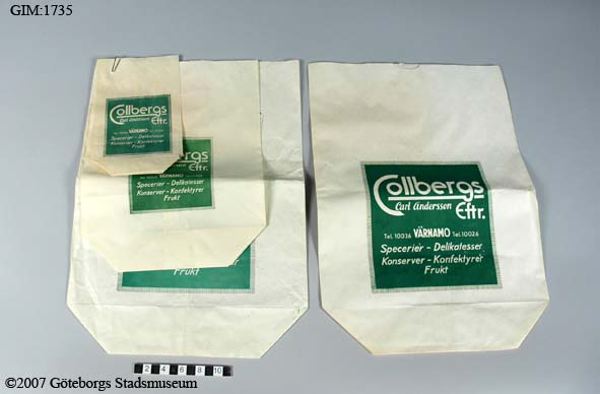 GIM:1735
Collbergs
Carl Andersson
Eftr.
VÄRNAMO
Specerier - Delikatesser
Konserver - Konfektyrer
Frukt
Collbergs
Eftr.
VÄRNAMO
Specerier - Delikatesser
Konserver - Konfektyrer
Frukt
Frukt
Collbergs
Carl Andersson
Eftr.
Tel. 10036 VÄRNAMO Tel. 10026
Specerier - Delikatesser
Konserver - Konfektyrer
Frukt
2 4 6 8 10
©2007 Göteborgs Stadsmuseum